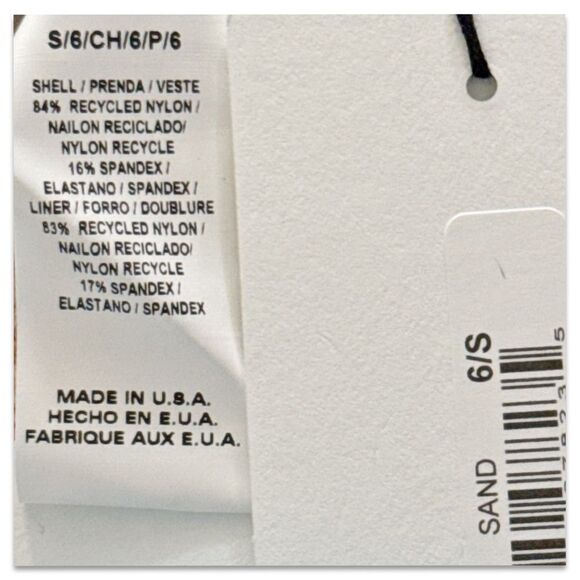 S/6/CH/6/P/6
SHELL / PRENDA / VESTE
84% RECYCLED NYLON /
NAILON RECICLADO/
NYLON RECYCLE
16% SPANDEX /
ELASTANO / SPANDEX /
LINER / FORRO / DOUBLURE
83% RECYCLED NYLON /
NAILON RECICLADO/
NYLON RECYCLE
17% SPANDEX /
ELASTANO / SPANDEX
MADE IN U.S.A.
HECHO EN E.U.A.
FABRIQUE AUX E.U.A.
6/S
SAND
5